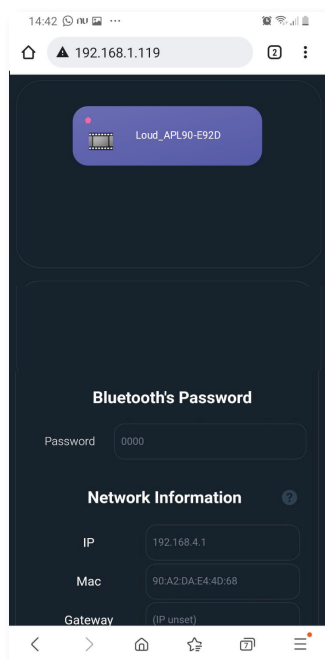 14:42
192.168.1.119
2
Loud_APL90-E92D
Bluetooth's Password
Password 0000
Network Information ?
IP 192.168.4.1
Mac 90:A2:DA:E4:4D:68
Gateway (IP unset)
7